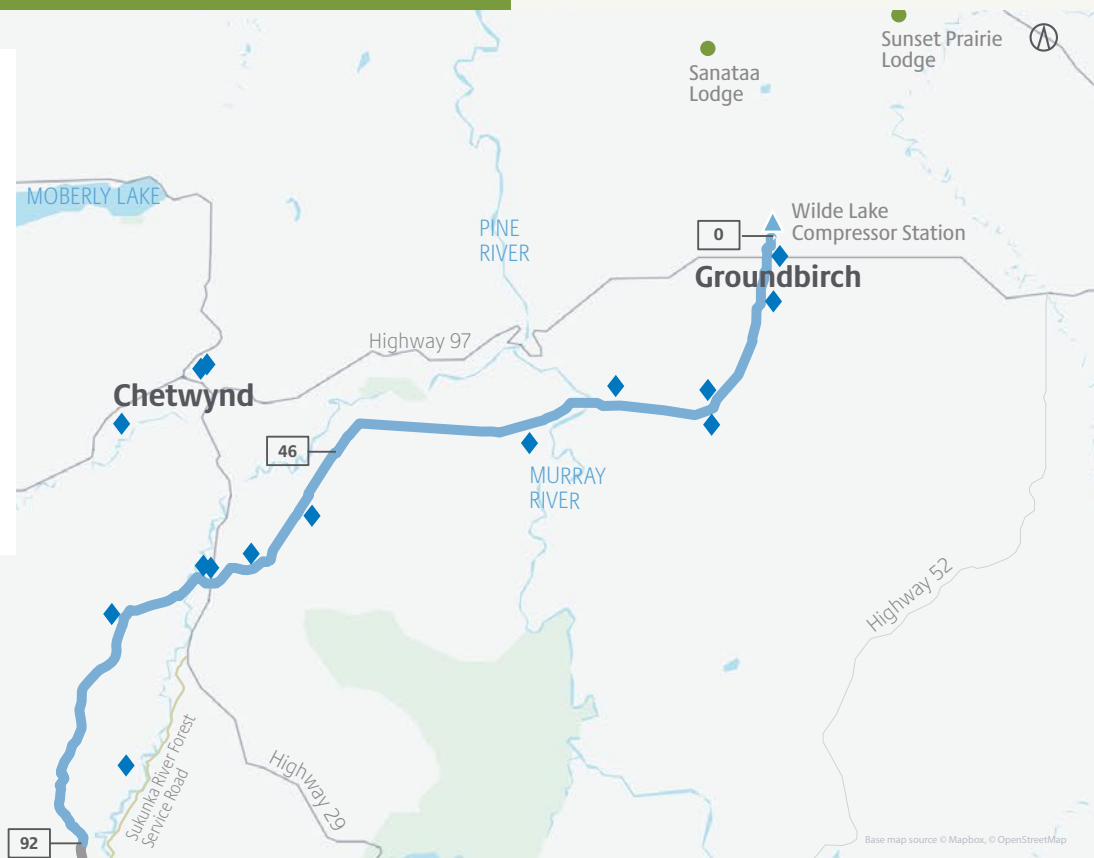 Sunset Prairie
Lodge
Sanataa
Lodge
MOBERLY LAKE
Wilde Lake
Compressor Station
PINE
RIVER
0
Groundbirch
Highway 97
Chetwynd
46
MURRAY
RIVER
Highway 52
Sukunka River Forest
Service Road
Highway 29
92
Base map source © Mapbox, © OpenStreetMap